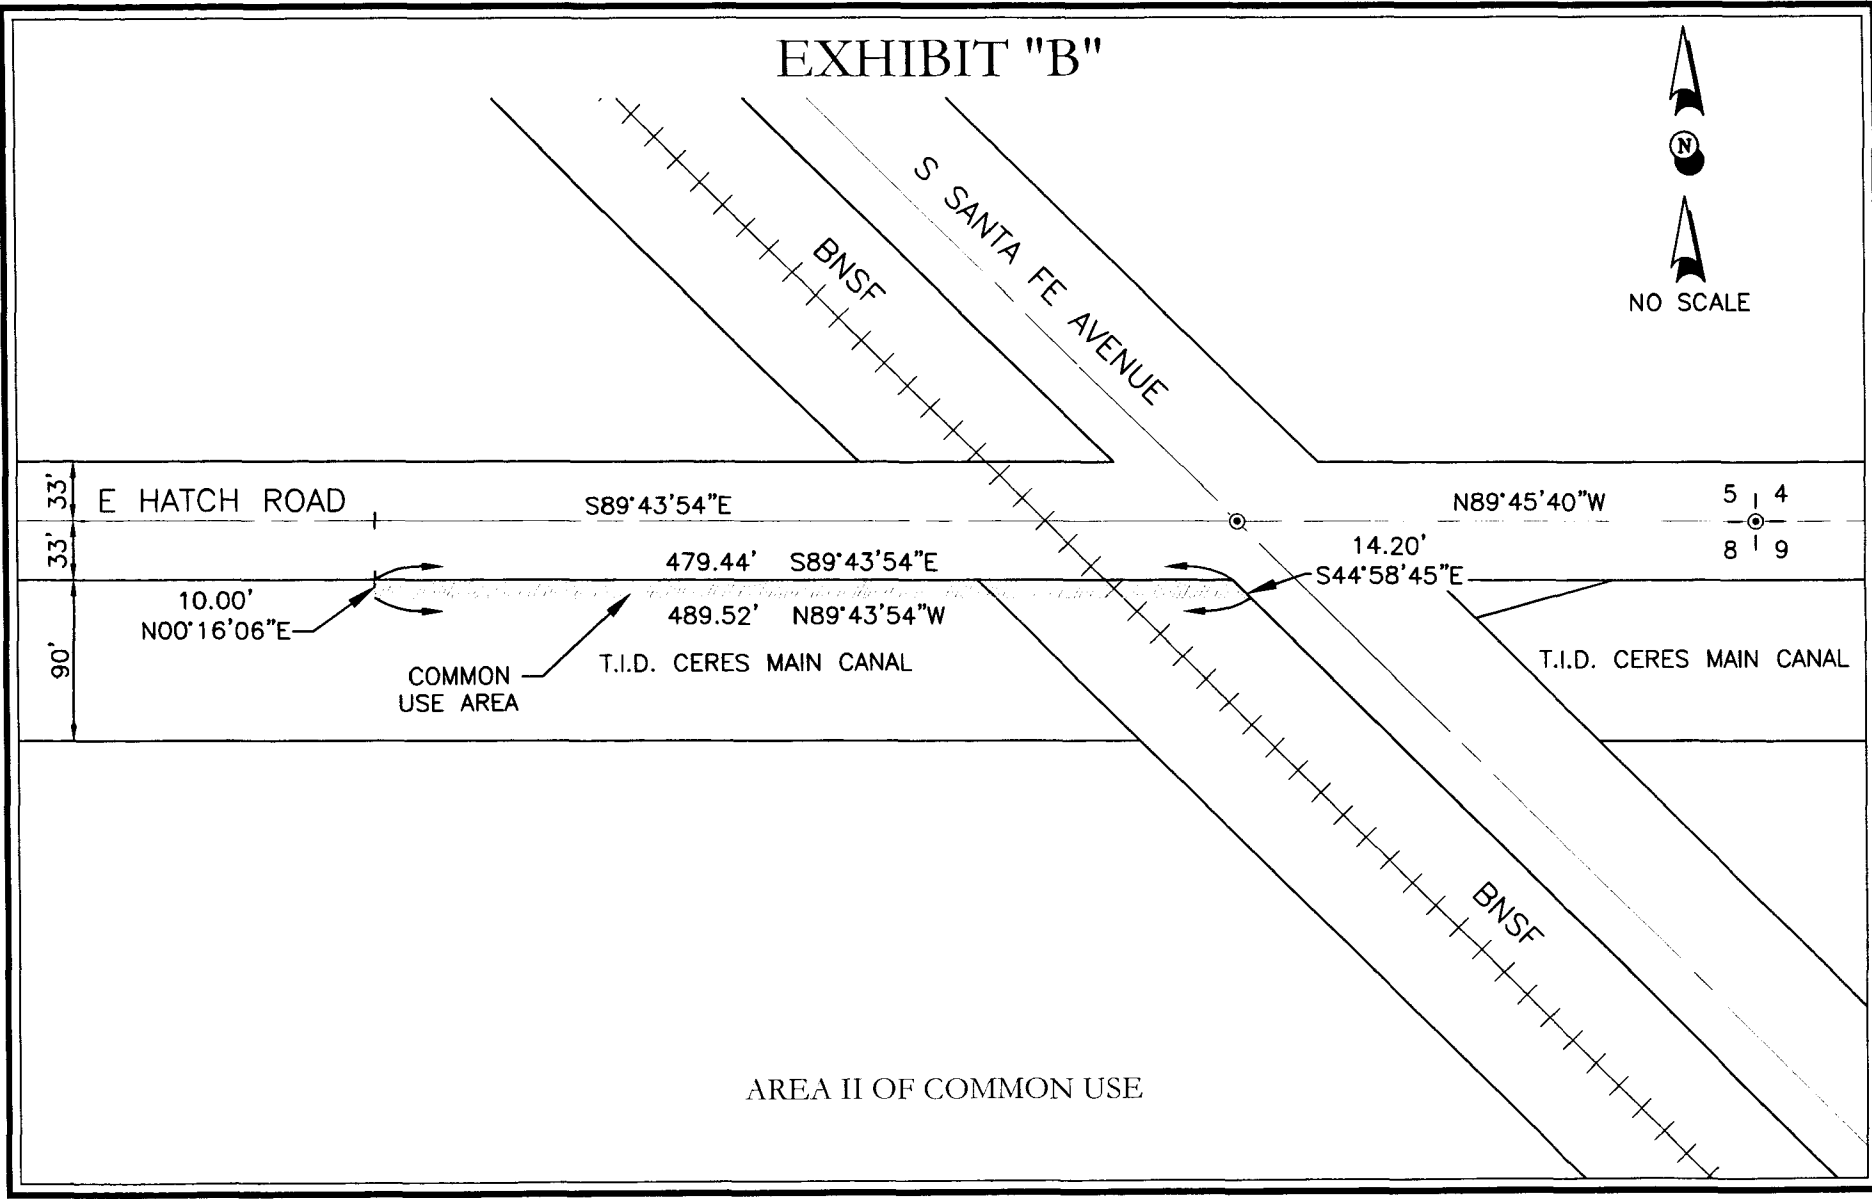 EXHIBIT "B"
N
NO SCALE
S SANTA FE AVENUE
BNSF
33'
E HATCH ROAD
S89°43'54"E
N89°45'40"W
5 4
8 9
33'
479.44' S89°43'54"E
14.20'
S44°58'45"E
10.00'
N00°16'06"E
489.52' N89°43'54"W
90'
COMMON
USE AREA
T.I.D. CERES MAIN CANAL
T.I.D. CERES MAIN CANAL
BNSF
AREA II OF COMMON USE